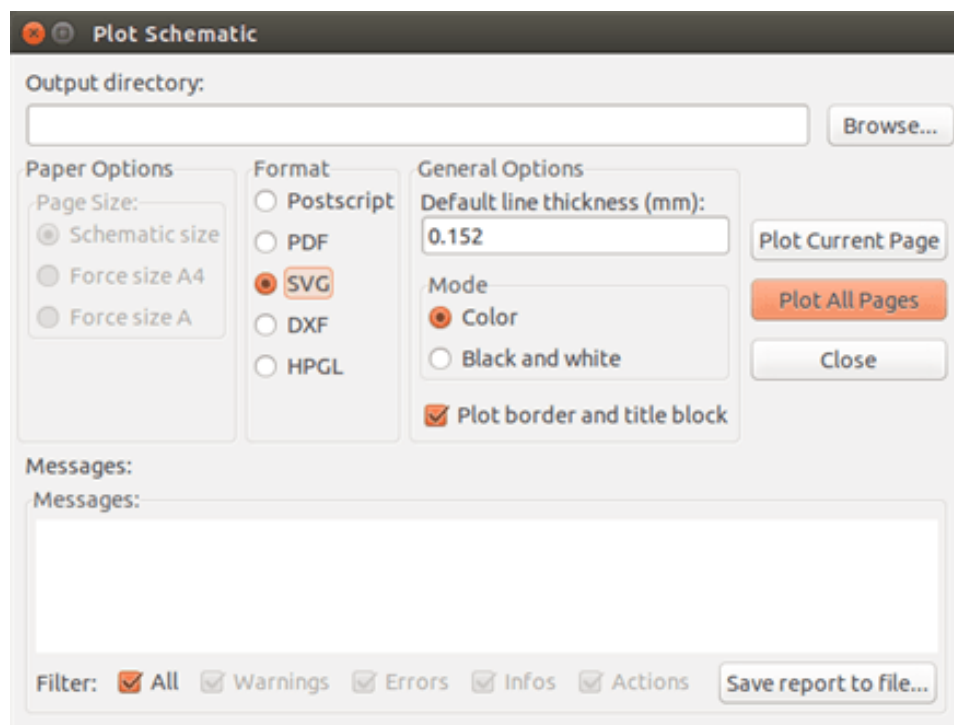 Plot Schematic
Output directory:
Browse...
Paper Options
Page Size:
Schematic size
Force size A4
Force size A
Format
Postscript
PDF
SVG
DXF
HPGL
General Options
Default line thickness (mm):
0.152
Mode
Color
Black and white
Plot border and title block
Plot Current Page
Plot All Pages
Close
Messages:
Messages:
Filter: All Warnings Errors Infos Actions Save report to file...